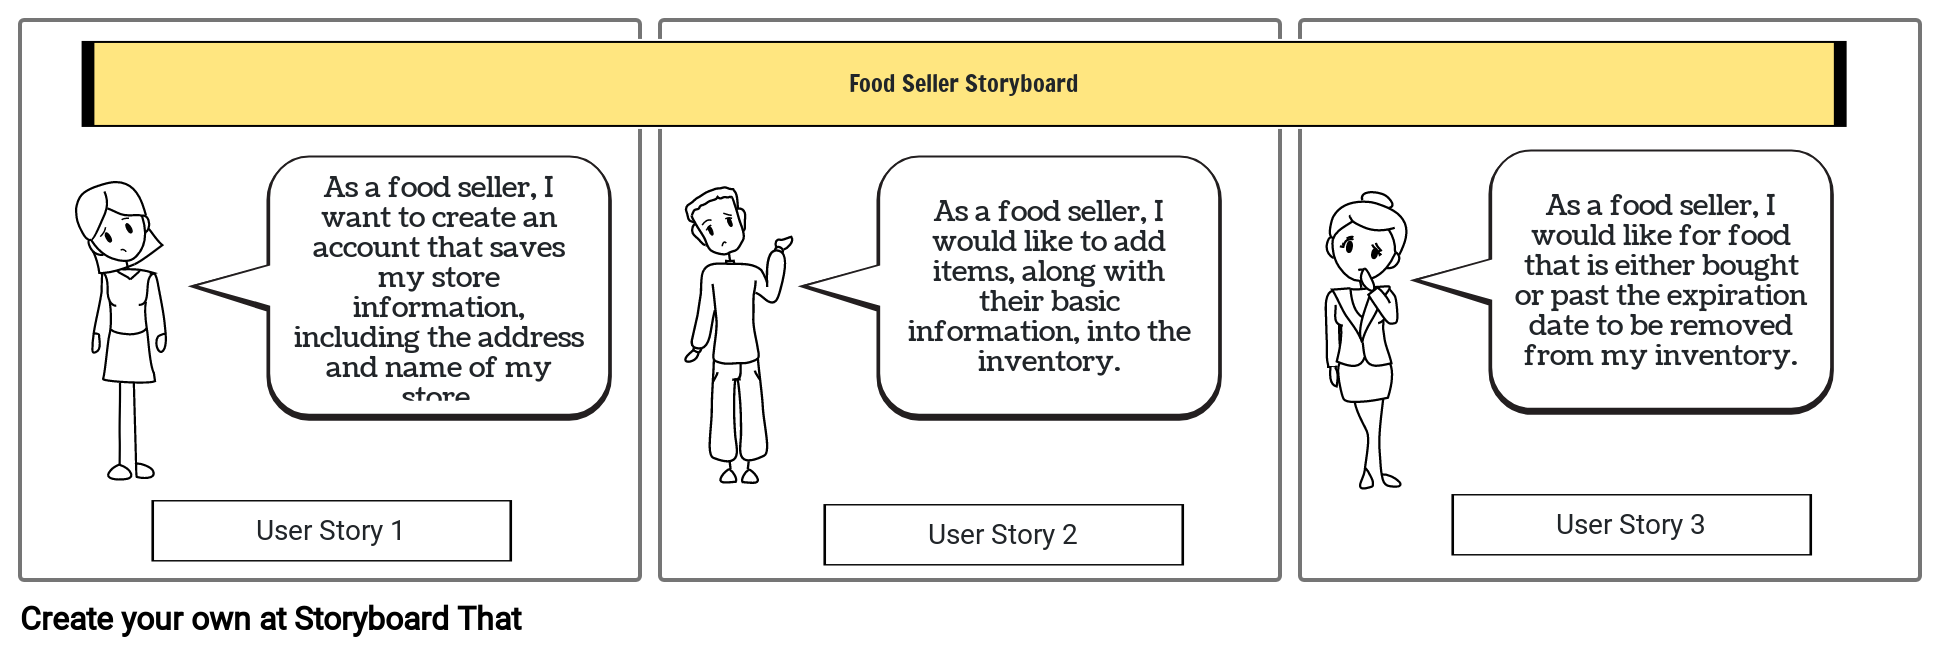 Food Seller Storyboard
As a food seller, I
want to create an
account that saves
my store
information,
including the address
and name of my
store
As a food seller, I
would like to add
items, along with
their basic
information, into the
inventory.
As a food seller, I
would like for food
that is either bought
or past the expiration
date to be removed
from my inventory.
User Story 1
User Story 2
User Story 3
Create your own at Storyboard That